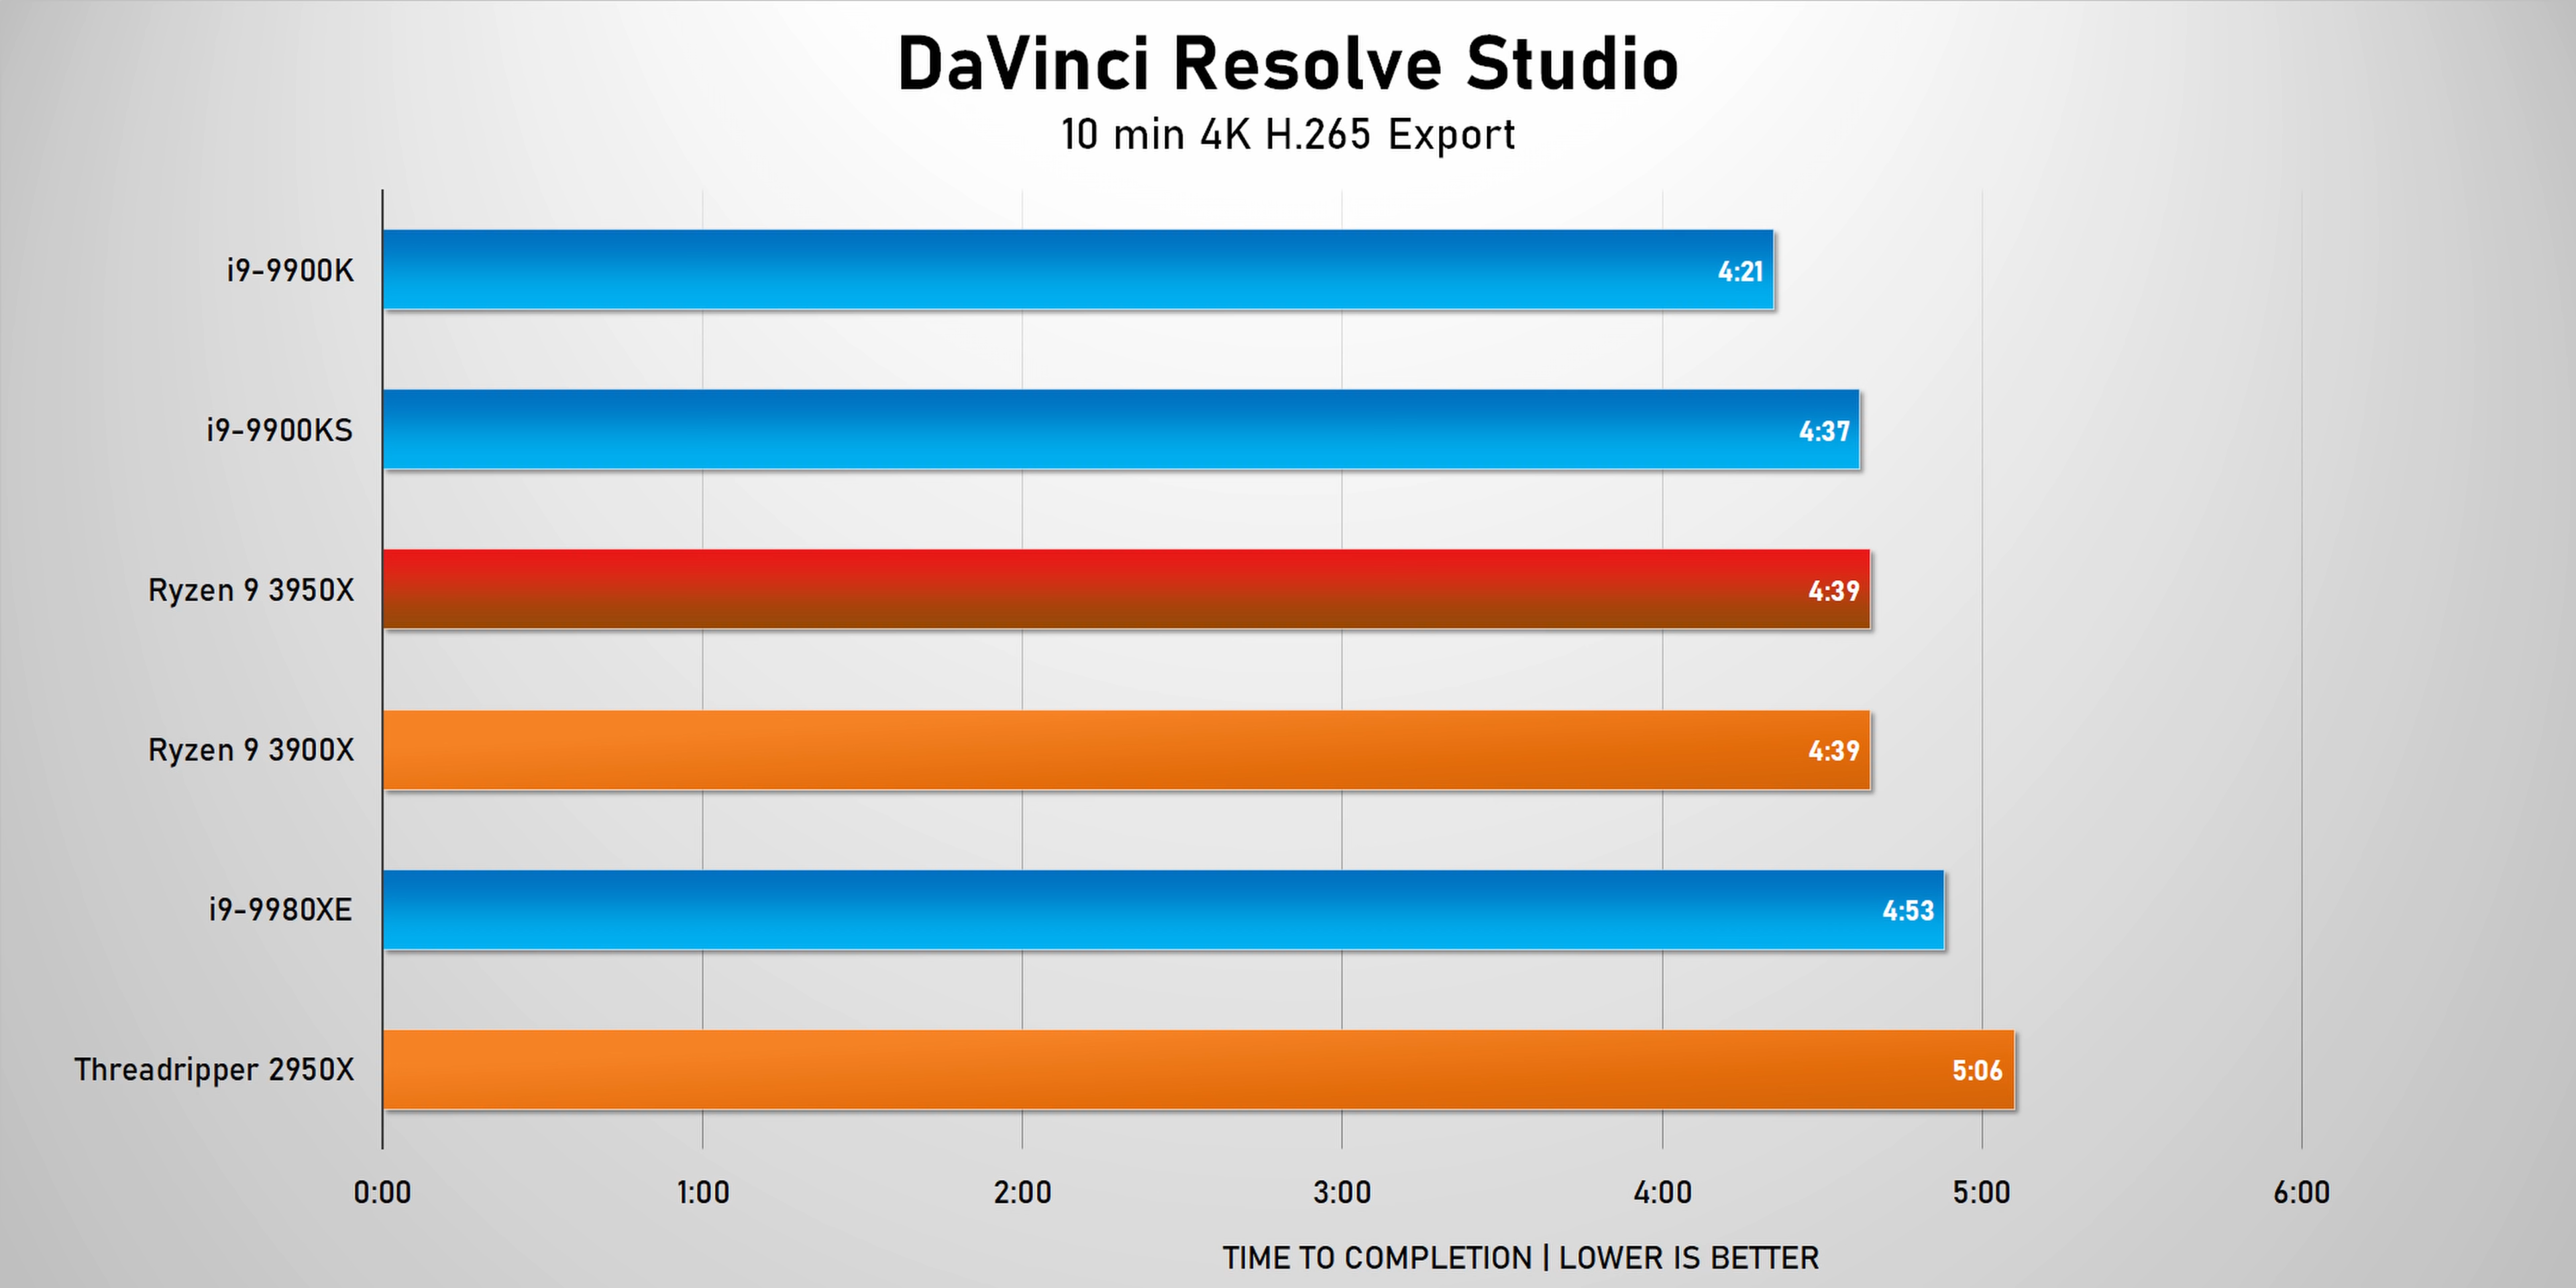 DaVinci Resolve Studio
10 min 4K H.265 Export
i9-9900K
4:21
i9-9900KS
4:37
Ryzen 9 3950X
4:39
Ryzen 9 3900X
4:39
i9-9980XE
4:53
Threadripper 2950X
5:06
0:00 1:00 2:00 3:00 4:00 5:00 6:00
TIME TO COMPLETION | LOWER IS BETTER